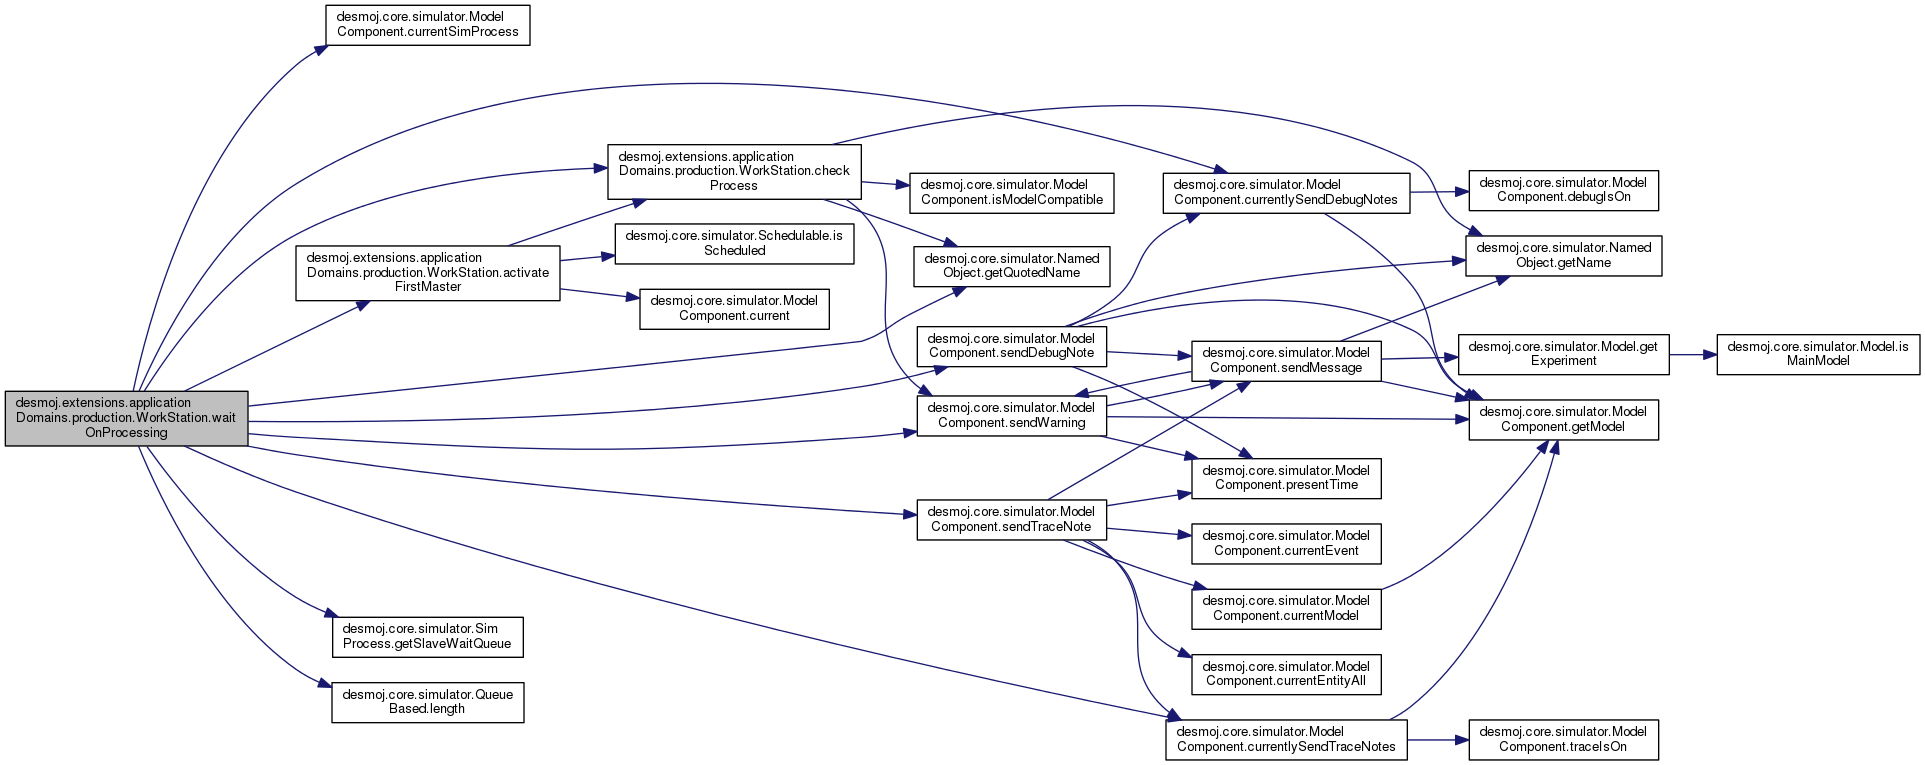 desmoj.core.simulator.Model
Component.currentSimProcess
desmoj.extensions.application
Domains.production.WorkStation.check
Process
desmoj.core.simulator.Model
Component.isModelCompatible
desmoj.core.simulator.Model
Component.currentlySendDebugNotes
desmoj.core.simulator.Model
Component.debugIsOn
desmoj.core.simulator.Schedulable.is
Scheduled
desmoj.extensions.application
Domains.production.WorkStation.activate
FirstMaster
desmoj.core.simulator.Named
Object.getQuotedName
desmoj.core.simulator.Named
Object.getName
desmoj.core.simulator.Model
Component.current
desmoj.core.simulator.Model
Component.sendDebugNote
desmoj.core.simulator.Model
Component.sendMessage
desmoj.core.simulator.Model.get
Experiment
desmoj.core.simulator.Model.is
MainModel
desmoj.extensions.application
Domains.production.WorkStation.wait
OnProcessing
desmoj.core.simulator.Model
Component.sendWarning
desmoj.core.simulator.Model
Component.getModel
desmoj.core.simulator.Model
Component.presentTime
desmoj.core.simulator.Model
Component.sendTraceNote
desmoj.core.simulator.Model
Component.currentEvent
desmoj.core.simulator.Model
Component.currentModel
desmoj.core.simulator.Sim
Process.getSlaveWaitQueue
desmoj.core.simulator.Model
Component.currentEntityAll
desmoj.core.simulator.Queue
Based.length
desmoj.core.simulator.Model
Component.currentlySendTraceNotes
desmoj.core.simulator.Model
Component.traceIsOn